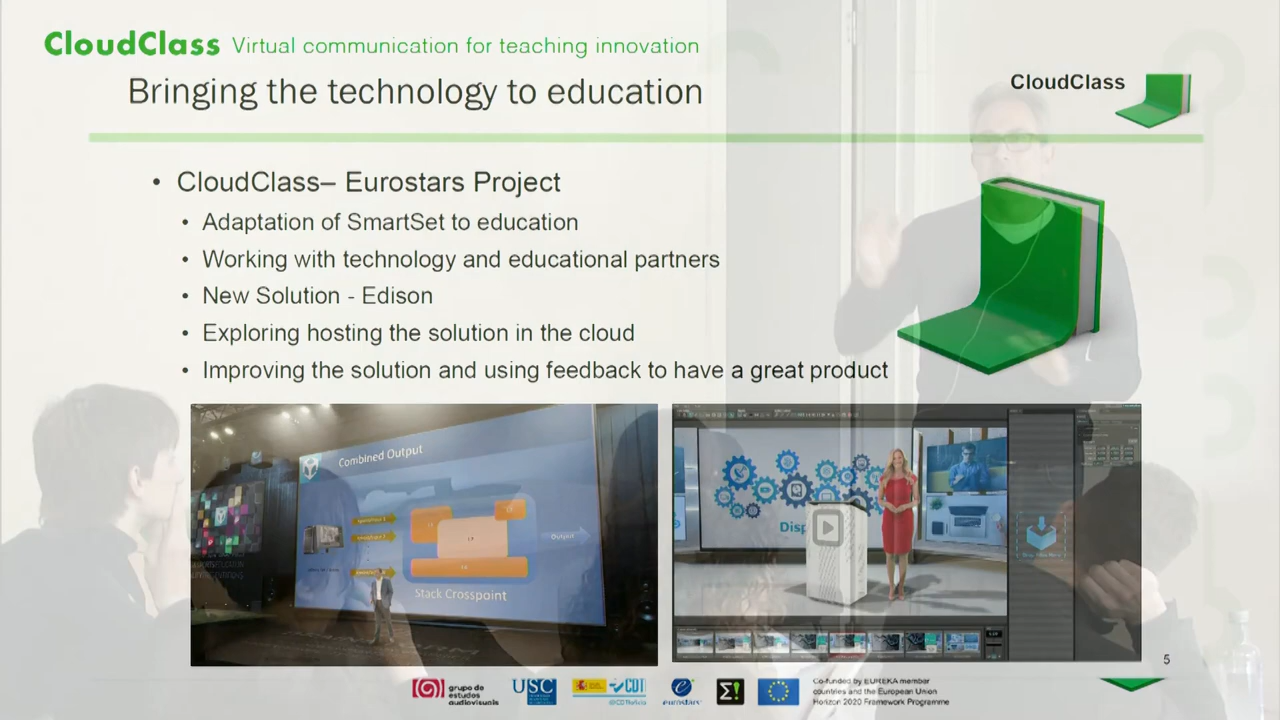 CloudClass Virtual communication for teaching innovation
Bringing the technology to education
CloudClass
• CloudClass– Eurostars Project
• Adaptation of SmartSet to education
• Working with technology and educational partners
• New Solution - Edison
• Exploring hosting the solution in the cloud
• Improving the solution and using feedback to have a great product
Combined Output
Output
Stack Crosspoint
Disp
5
grupo de
estudos
audiovisuais
USC
CDTI
eurostars
Σ!
Co-funded by EUREKA member
countries and the European Union
Horizon 2020 Framework Programme